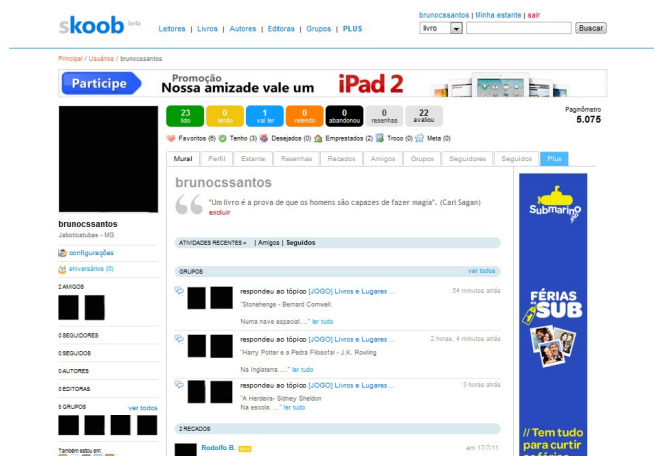 skoob beta
brunocssantos | Minha estante | sair
Leitores | Livros | Autores | Editoras | Grupos | PLUS
livro
Buscar
Principal / Usuários / brunocssantos
Participe
Promoção
Nossa amizade vale um iPad 2
23 lido
0 lendo
1 vai ler
0 relendo
0 abandonou
0 resenhas
22 avaliou
Paginômetro
5.075
Favoritos (6) Tenho (3) Desejados (0) Emprestados (2) Troco (0) Meta (0)
Mural Perfil Estante Resenhas Recados Amigos Grupos Seguidores Seguidos Plus
brunocssantos
"Um livro é a prova de que os homens são capazes de fazer magia". (Carl Sagan)
excluir
brunocssantos
Jaboticatubas - MG
configurações
aniversários (0)
2 AMIGOS
0 SEGUIDORES
0 SEGUIDOS
0 AUTORES
0 EDITORAS
5 GRUPOS ver todos
Também estou em:
ATIVIDADES RECENTES | Amigos | Seguidos
GRUPOS ver todos
respondeu ao tópico [JOGO] Livros e Lugares ... 54 minutos atrás
"Stonehenge - Bernard Cornwell.
Numa nave espacial...." ler tudo
respondeu ao tópico [JOGO] Livros e Lugares ... 2 horas, 4 minutos atrás
"Harry Potter e a Pedra Filosofal - J.K. Rowling
Na Inglaterra....." ler tudo
respondeu ao tópico [JOGO] Livros e Lugares ... 3 horas atrás
"A Herdeira- Sidney Sheldon
Na escola. ..." ler tudo
2 RECADOS
Rodolfo B. em 17/7/11
Submarino
FÉRIAS
SUB
// Tem tudo
para curtir